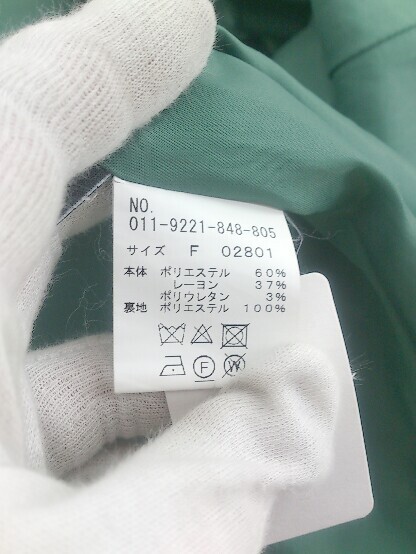 NO.
011-9221-848-805
サイズ F 02801
本体 ポリエステル 60%
レーヨン 37%
ポリウレタン 3%
裏地 ポリエステル 100%
F W